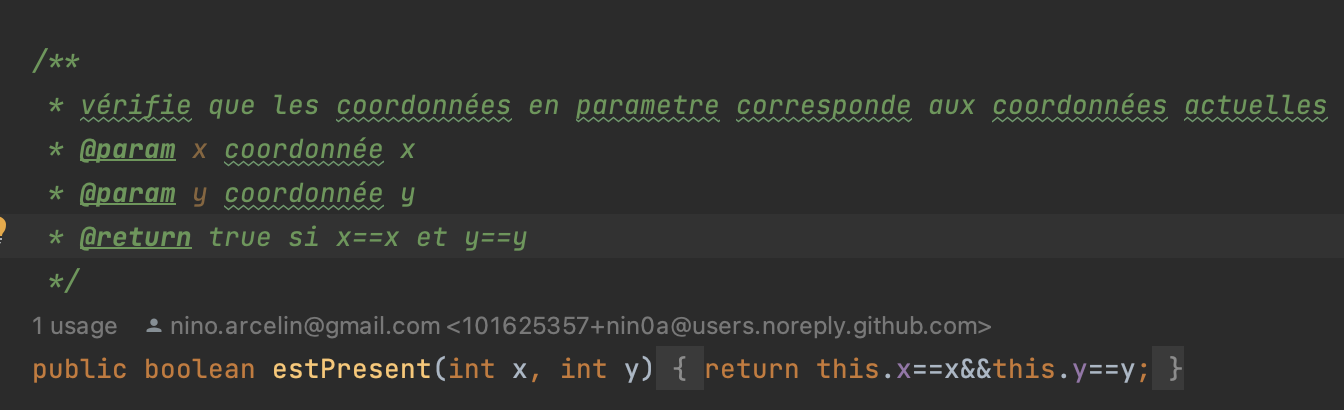 /**
* vérifie que les coordonnées en parametre corresponde aux coordonnées actuelles
* @param x coordonnée x
* @param y coordonnée y
* @return true si x==x et y==y
*/
1 usage nino.arcelin@gmail.com <101625357+nin0a@users.noreply.github.com>
public boolean estPresent(int x, int y) { return this.x==x&&this.y==y; }